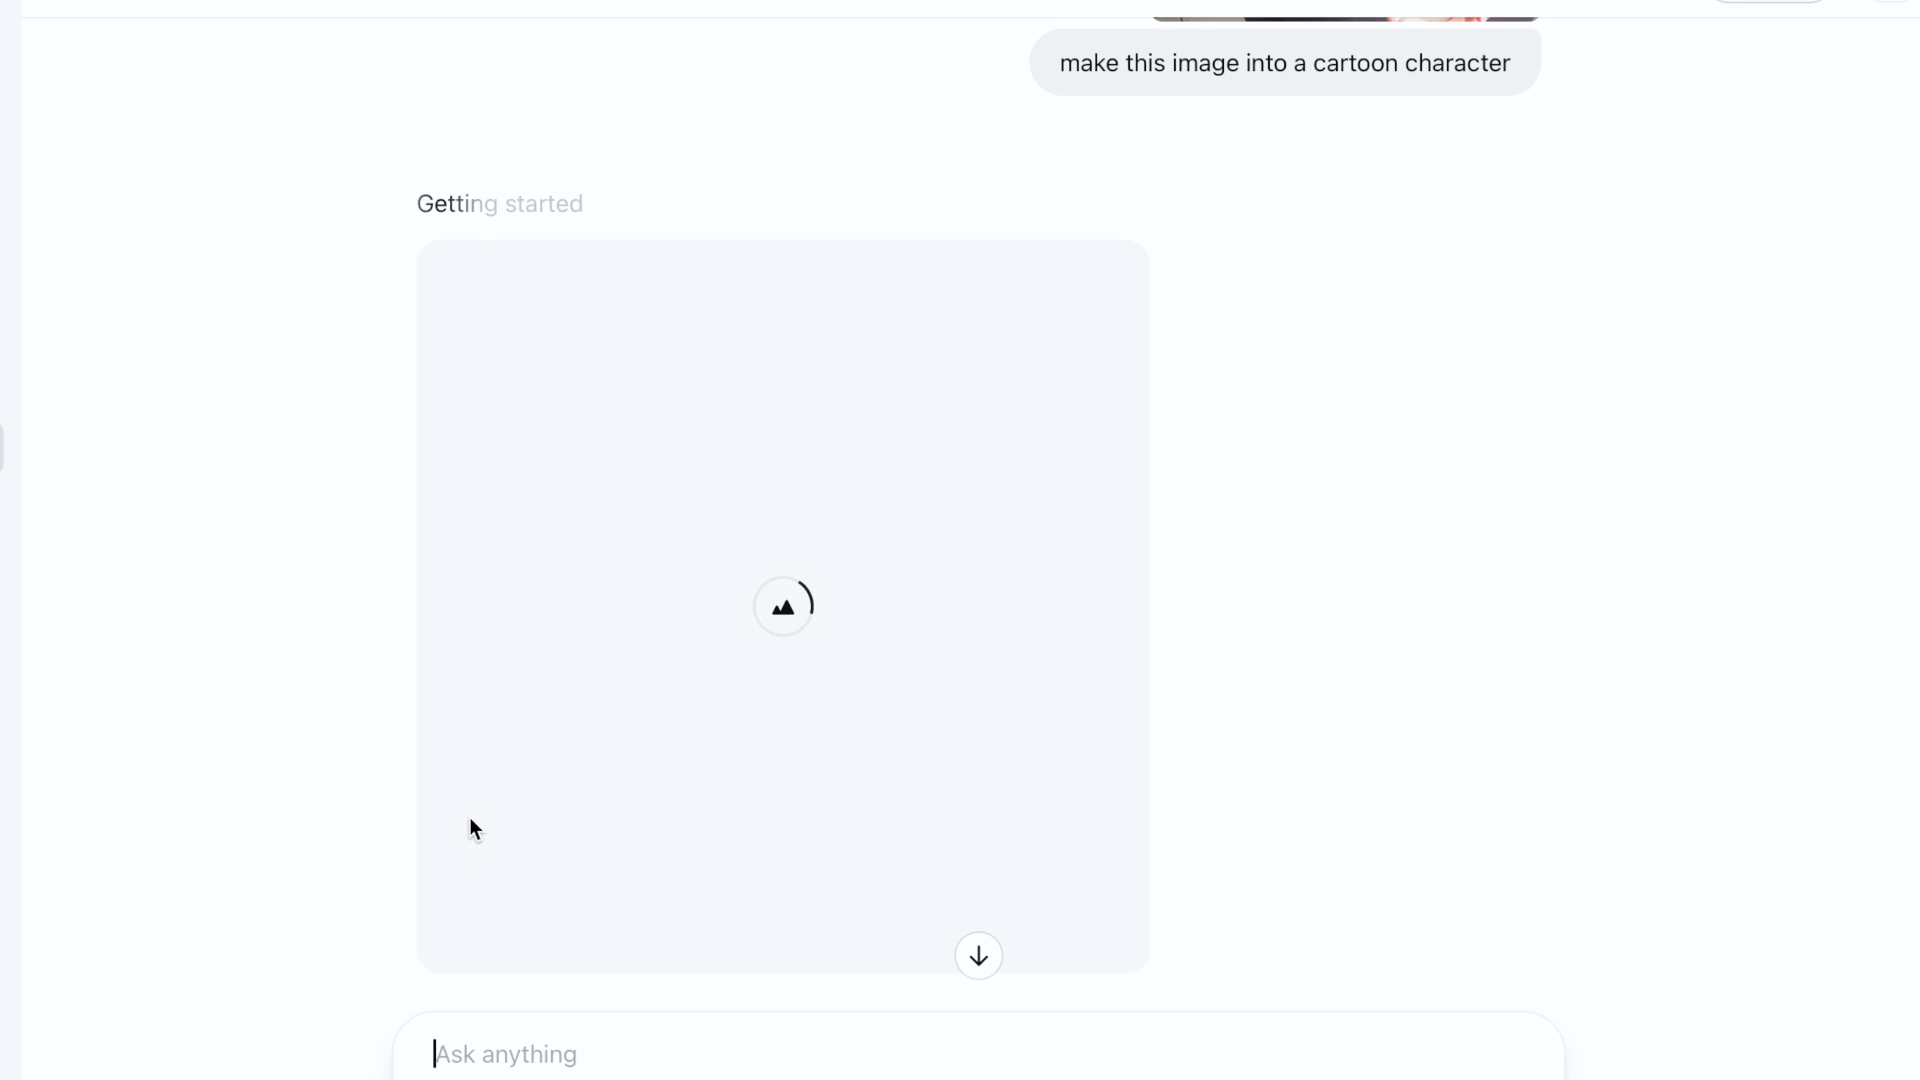 make this image into a cartoon character
Getting started
Ask anything